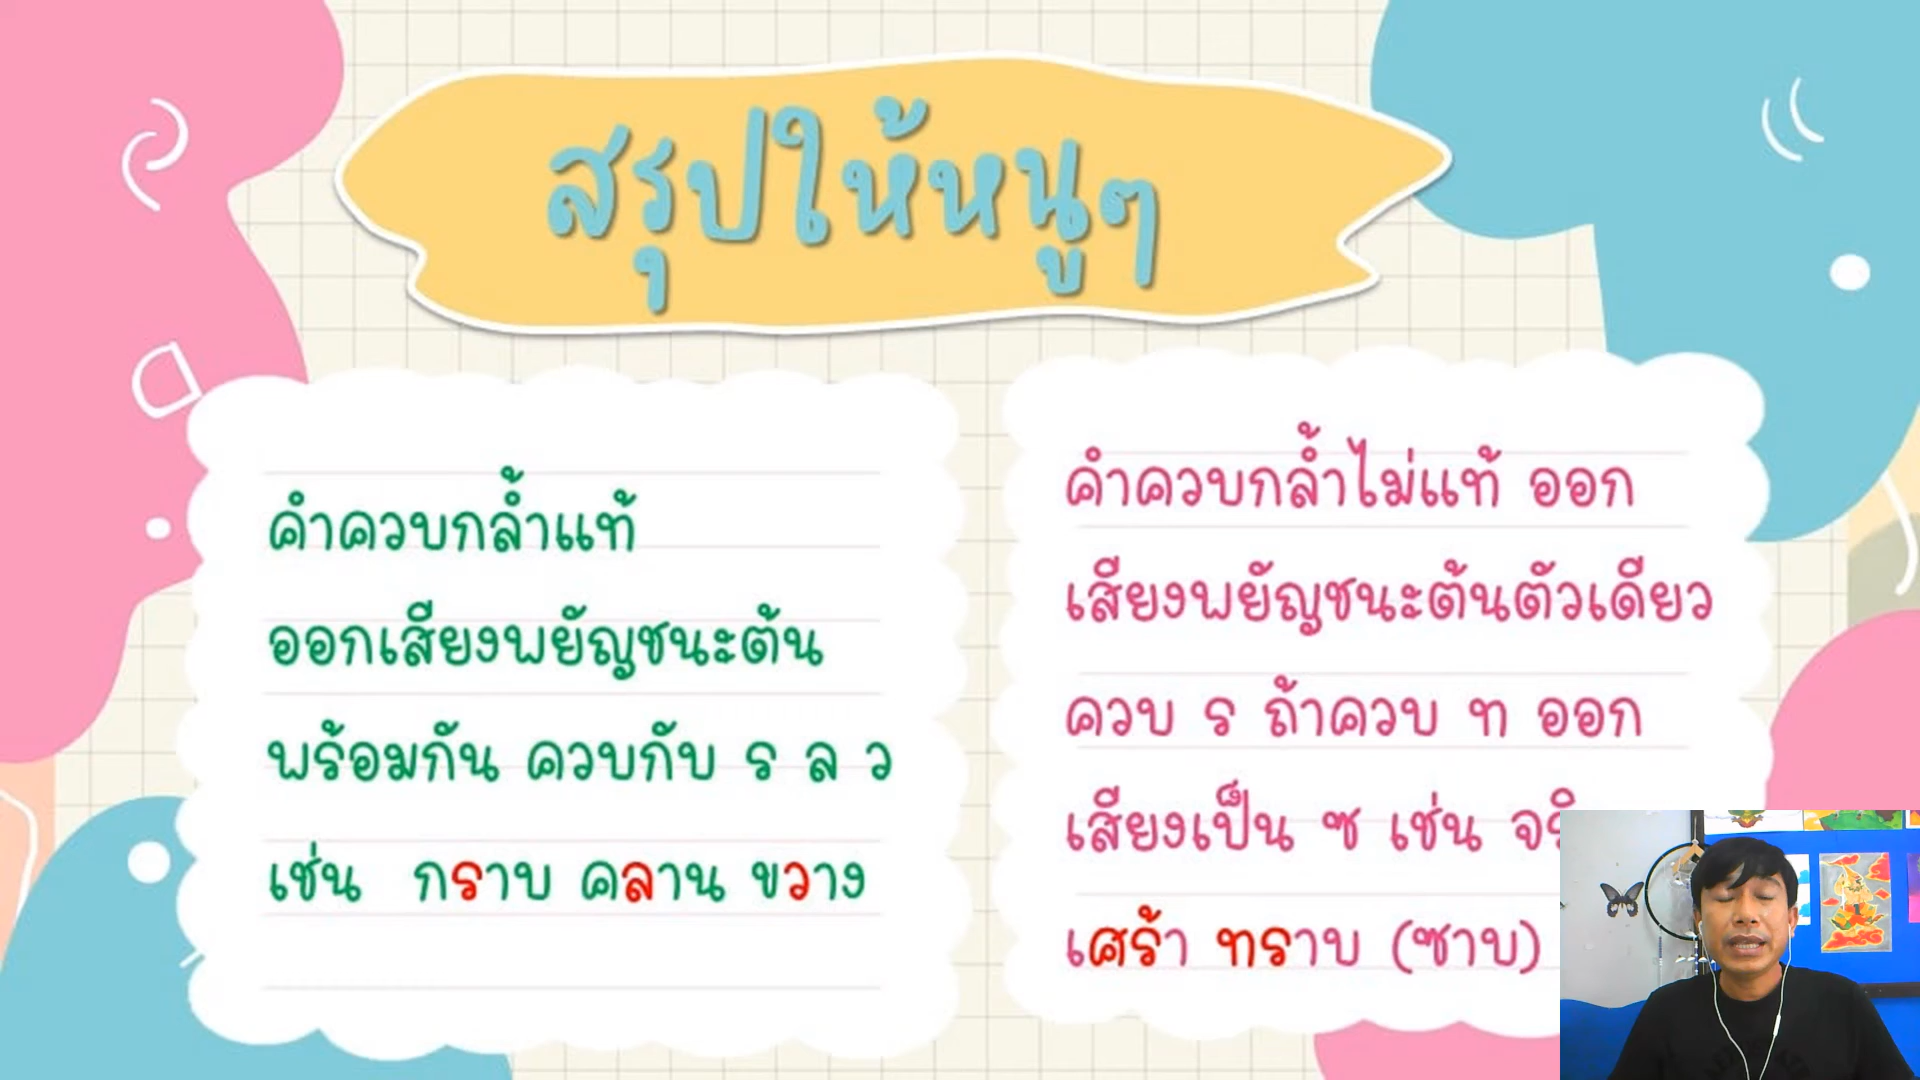 สรุปให้หนูๆ
คำควบกล้ำแท้
ออกเสียงพยัญชนะต้น
พร้อมกัน ควบกับ ร ล ว
เช่น กราบ คลาน ขวาง
คำควบกล้ำไม่แท้ ออก
เสียงพยัญชนะต้นตัวเดียว
ควบ ร ถ้าควบ ท ออก
เสียงเป็น ซ เช่น
เศร้า ทราบ (ซาบ)